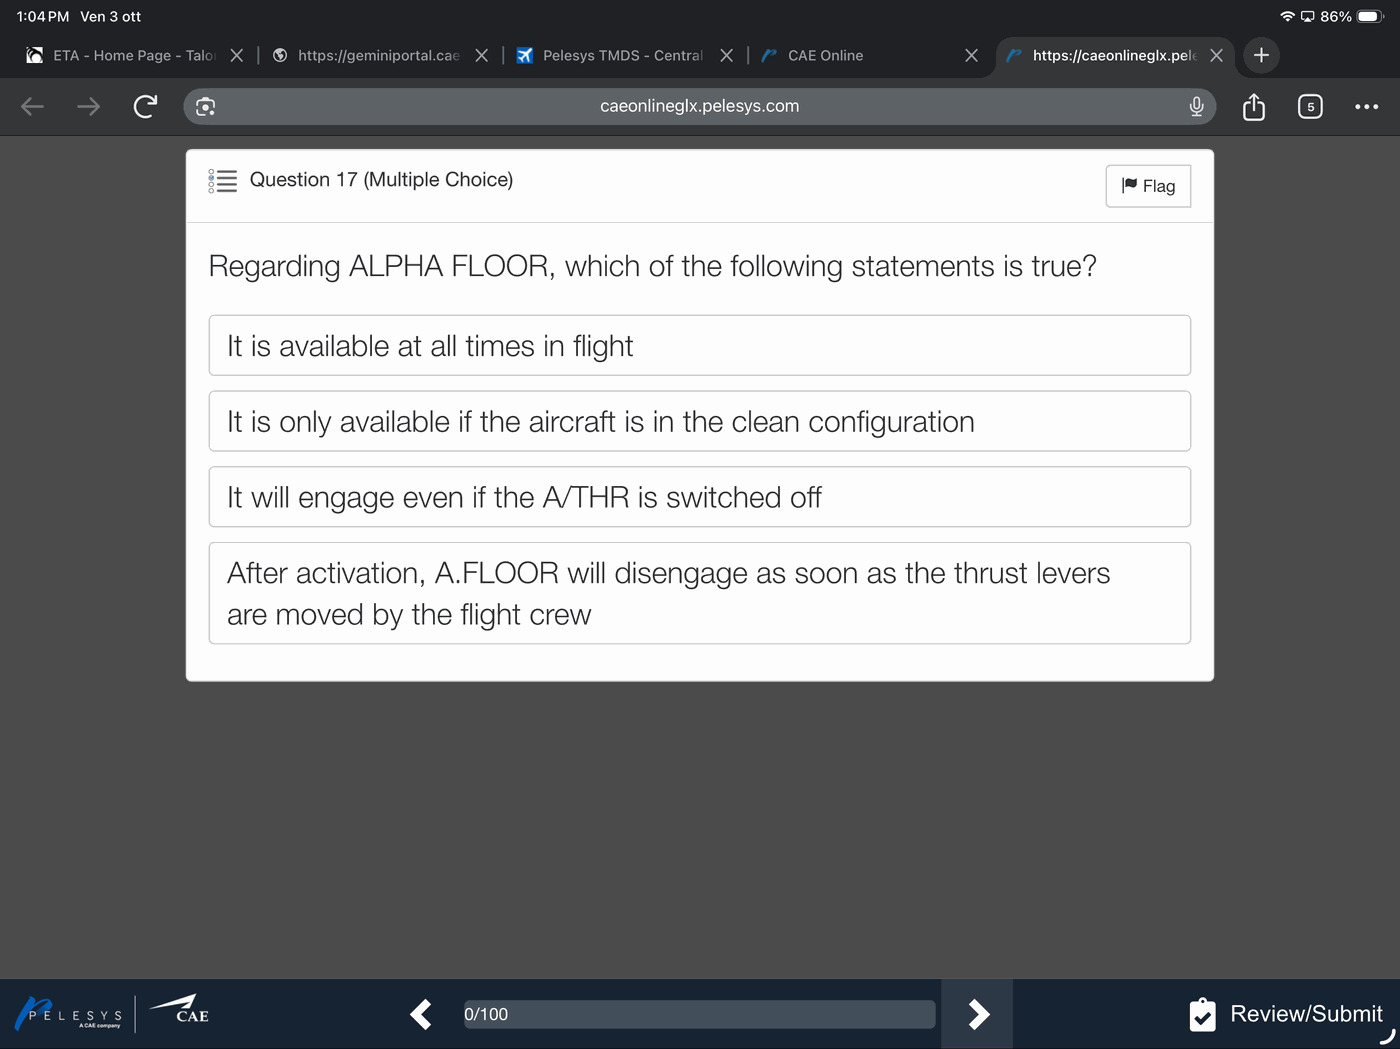 1:04 PM Ven 3 ott
86%
ETA - Home Page - Talo
https://geminiportal.cae
Pelesys TMDS - Central
CAE Online
https://caeonlineglx.pele
caeonlineglx.pelesys.com
5
Question 17 (Multiple Choice)
Flag
Regarding ALPHA FLOOR, which of the following statements is true?
It is available at all times in flight
It is only available if the aircraft is in the clean configuration
It will engage even if the A/THR is switched off
After activation, A.FLOOR will disengage as soon as the thrust levers
are moved by the flight crew
PELESYS
A CAE company
CAE
0/100
Review/Submit